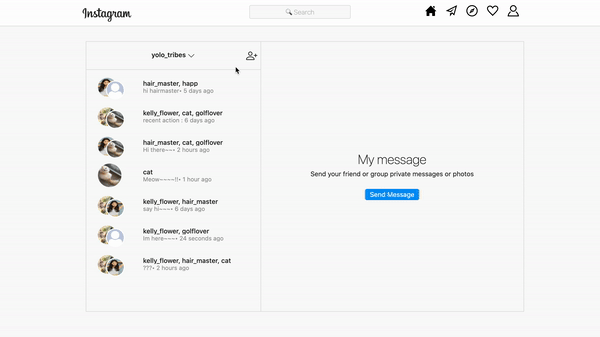 Instagram
Search
yolo_tribes
hair_master, happ
hi hairmaster• 5 days ago
kelly_flower, cat, golflover
recent action : 6 days ago
hair_master, cat, golflover
Hi there~~• 2 hours ago
cat
Meow~~~~!!• 1 hour ago
kelly_flower, hair_master
say hi~~• 6 days ago
kelly_flower, golflover
Im here~~• 24 seconds ago
kelly_flower, hair_master, cat
???• 2 hours ago
My message
Send your friend or group private messages or photos
Send Message